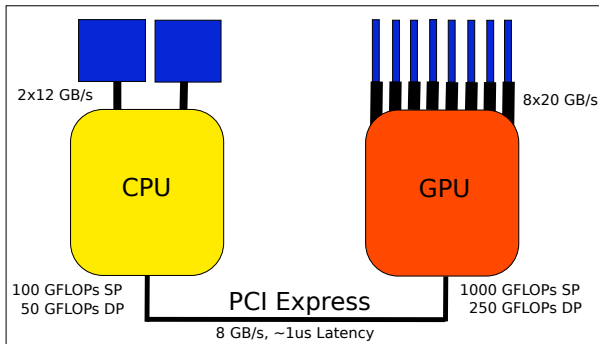 2x12 GB/s
8x20 GB/s
CPU
GPU
100 GFLOPs SP
50 GFLOPs DP
PCI Express
8 GB/s, ~1us Latency
1000 GFLOPs SP
250 GFLOPs DP